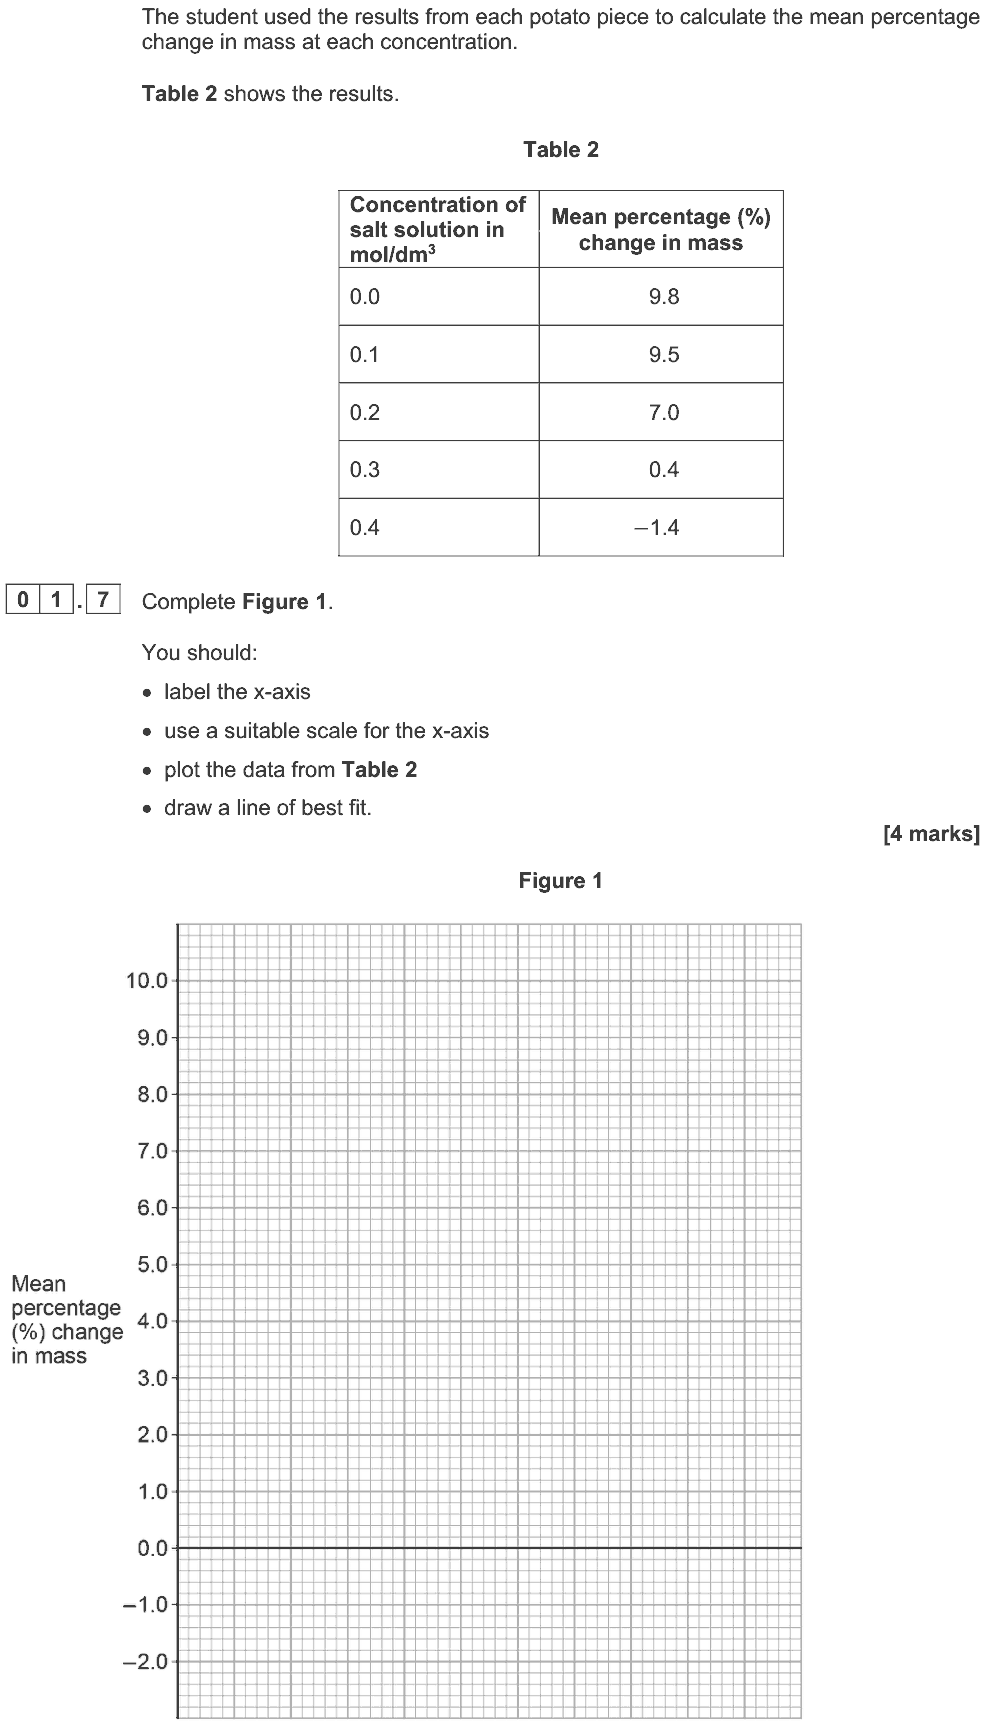 The student used the results from each potato piece to calculate the mean percentage
change in mass at each concentration.
Table 2 shows the results.
Table 2
Concentration of salt solution in mol/dm³ Mean percentage (%) change in mass
0.0 9.8
0.1 9.5
0.2 7.0
0.3 0.4
0.4 –1.4
0 1 . 7 Complete Figure 1.
You should:
• label the x-axis
• use a suitable scale for the x-axis
• plot the data from Table 2
• draw a line of best fit.
[4 marks]
Figure 1
10.0
9.0
8.0
7.0
6.0
5.0
Mean
percentage
(%) change
in mass
4.0
3.0
2.0
1.0
0.0
–1.0
–2.0